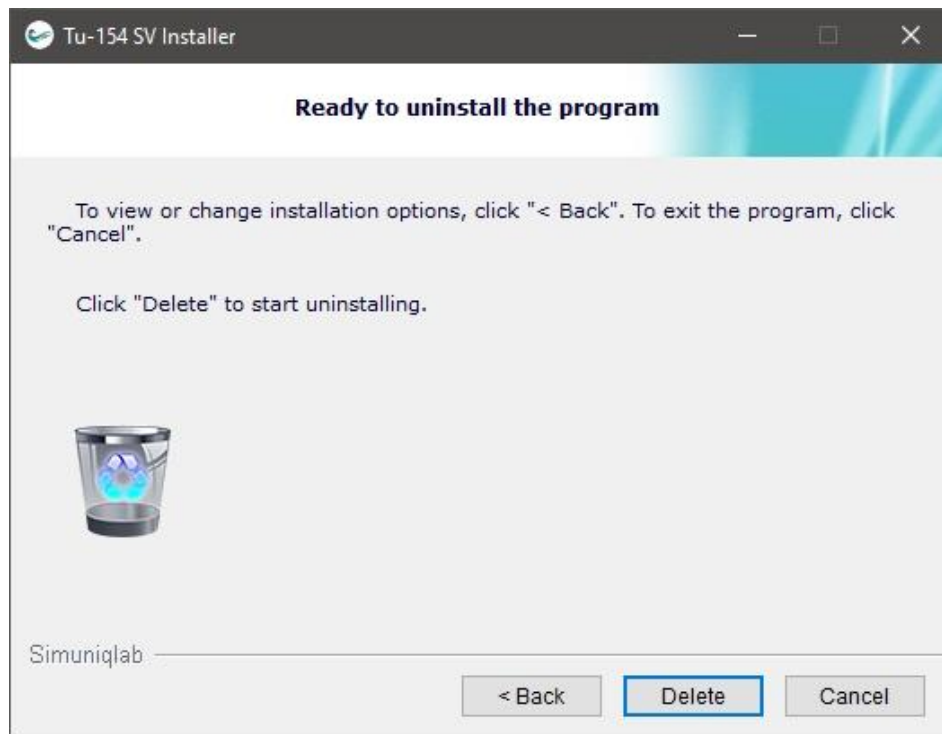 Tu-154 SV Installer
Ready to uninstall the program
To view or change installation options, click "< Back". To exit the program, click
"Cancel".
Click "Delete" to start uninstalling.
Simuniqlab
< Back
Delete
Cancel